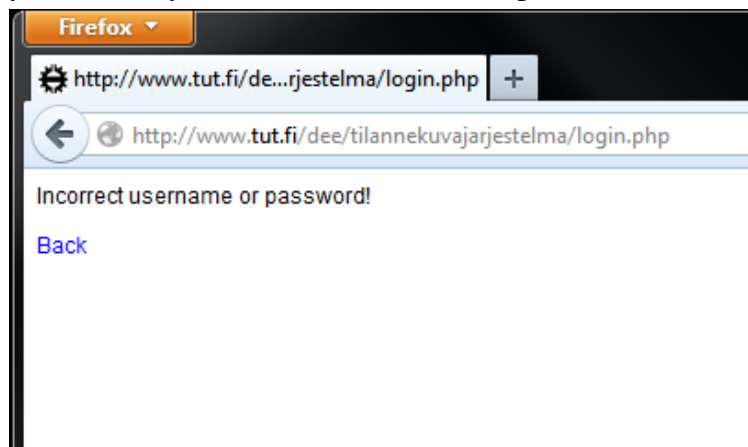 Firefox
http://www.tut.fi/de...rjestelma/login.php
http://www.tut.fi/dee/tilannekuvajarjestelma/login.php
Incorrect username or password!
Back